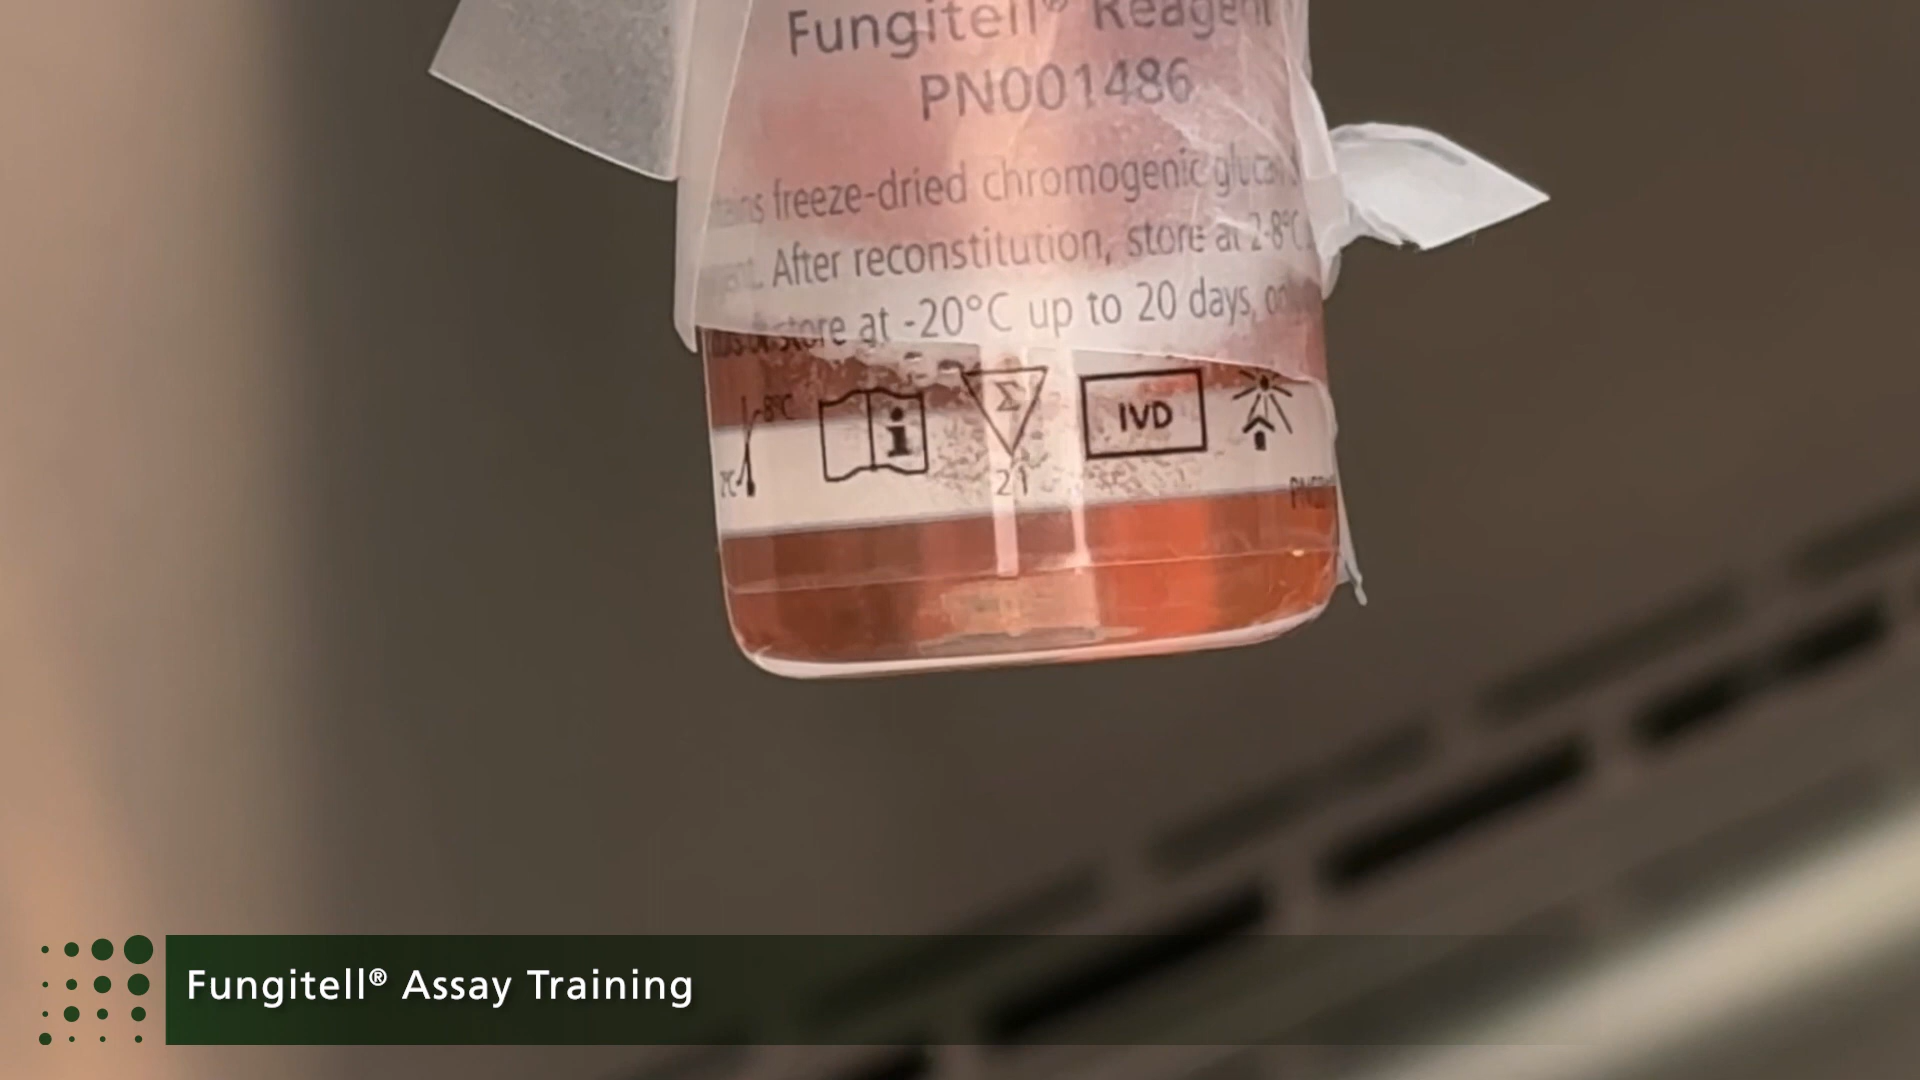 Fungitell® Reagent
PN001486
freeze-dried chromogenic
After reconstitution, store at 2-8°C
store at -20°C up to 20 days,
8°C
i
Σ
IVD
21
Fungitell® Assay Training